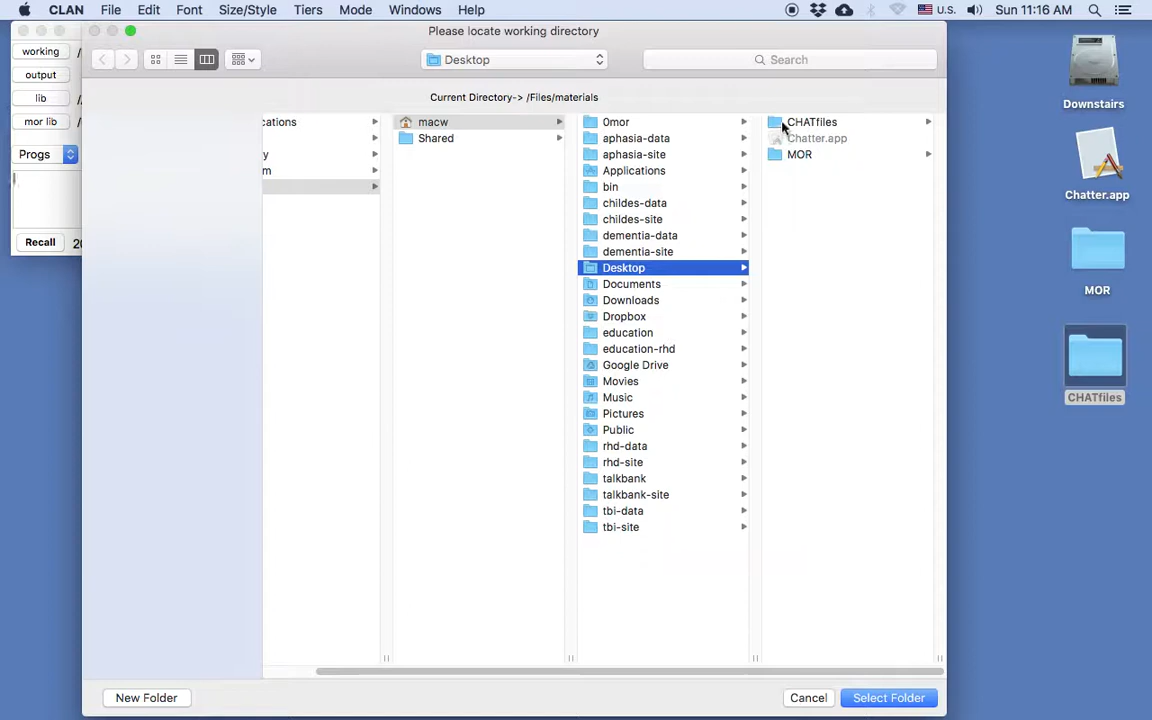 CLAN File Edit Font Size/Style Tiers Mode Windows Help U.S. Sun 11:16 AM
Please locate working directory
working
output
lib
mor lib
Progs
Recall 20
Desktop
Search
Current Directory-> /Files/materials
cations
y
m
macw
Shared
0mor
aphasia-data
aphasia-site
Applications
bin
childes-data
childes-site
dementia-data
dementia-site
Desktop
Documents
Downloads
Dropbox
education
education-rhd
Google Drive
Movies
Music
Pictures
Public
rhd-data
rhd-site
talkbank
talkbank-site
tbi-data
tbi-site
CHATfiles
Chatter.app
MOR
New Folder
Cancel
Select Folder
Downstairs
Chatter.app
MOR
CHATfiles